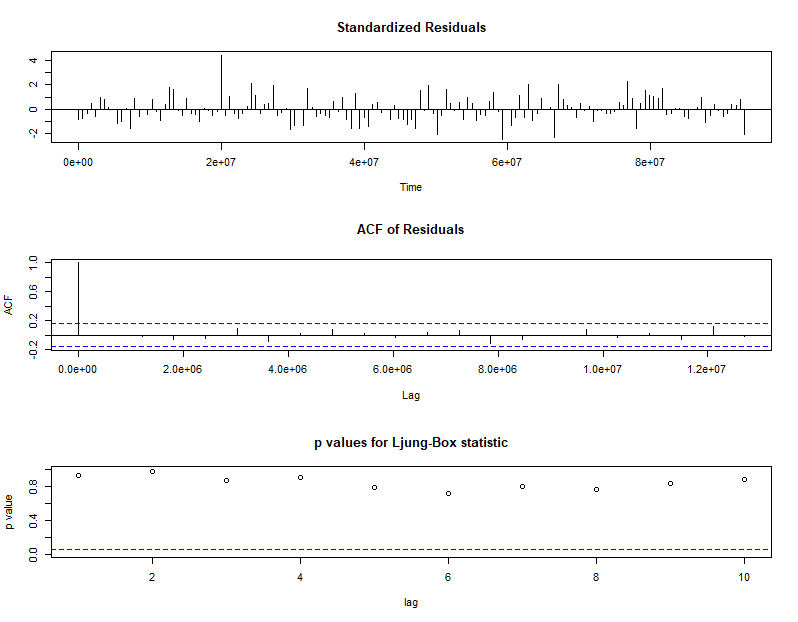 Standardized Residuals
4
2
0
-2
0e+00 2e+07 4e+07 6e+07 8e+07
Time
ACF of Residuals
ACF
1.0
0.6
0.2
-0.2
0.0e+00 2.0e+06 4.0e+06 6.0e+06 8.0e+06 1.0e+07 1.2e+07
Lag
p values for Ljung-Box statistic
p value
0.8
0.4
0.0
2 4 6 8 10
lag